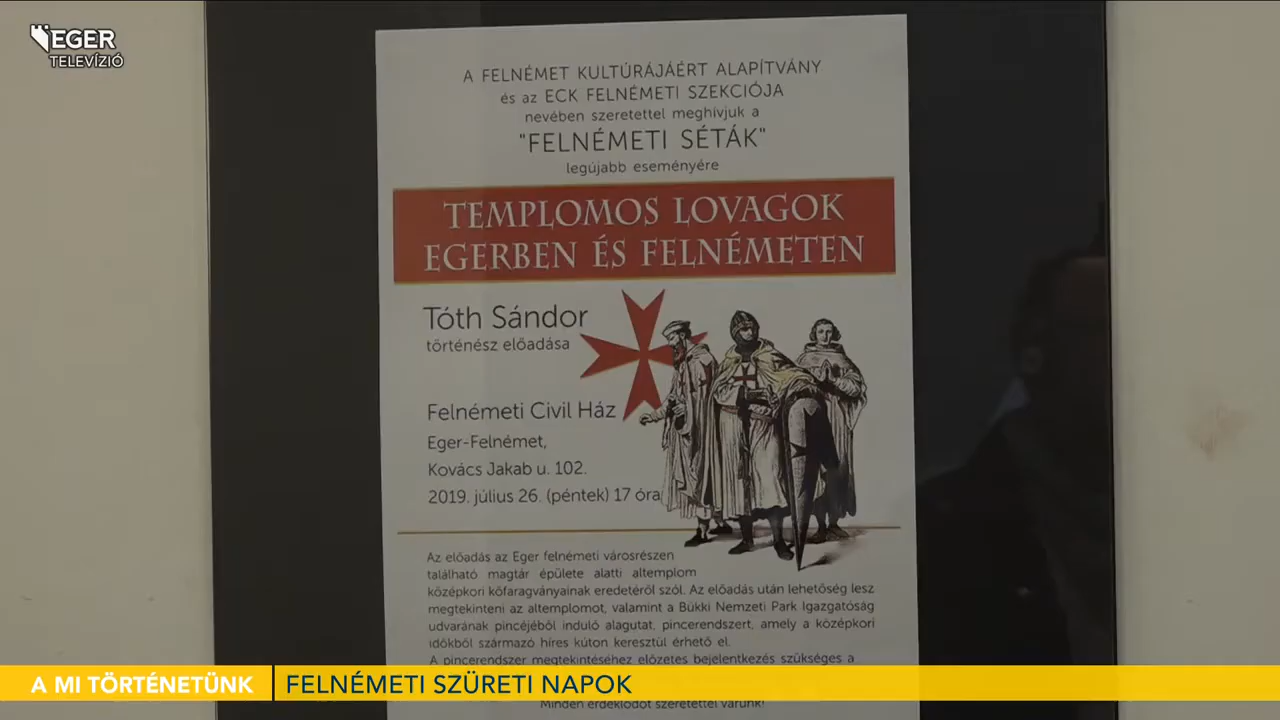 EGER
TELEVÍZIÓ
A FELNÉMET KULTÚRÁJÁÉRT ALAPÍTVÁNY
és az ECK FELNÉMETI SZEKCIÓJA
nevében szeretettel meghívjuk a
"FELNÉMETI SÉTÁK"
legújabb eseményére
TEMPLOMOS LOVAGOK
EGERBEN ÉS FELNÉMETEN
Tóth Sándor
történész előadása
Felnémeti Civil Ház
Eger-Felnémet,
Kovács Jakab u. 102.
2019. július 26. (péntek) 17 óra
Az előadás az Eger felnémeti városrészen
található magtár épülete alatti altemplom
középkori kőfaragványainak eredetéről szól. Az előadás után lehetőség lesz
megtekinteni az altemplomot, valamint a Bükki Nemzeti Park Igazgatóság
udvarának pincéjéből induló alagutat, pincerendszert, amely a középkori
időkből származó híres kúton keresztül érhető el.
A pincerendszer megtekintéséhez előzetes bejelentkezés szükséges a
A MI TÖRTÉNETÜNK
FELNÉMETI SZÜRETI NAPOK
Minden érdeklődőt szeretettel várunk!